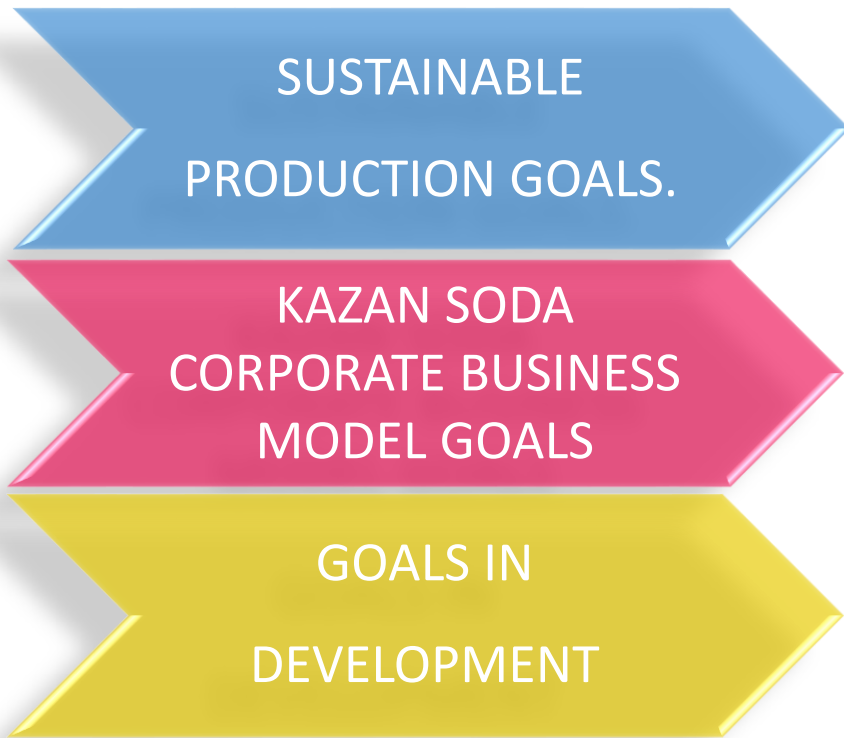 SUSTAINABLE
PRODUCTION GOALS.
KAZAN SODA
CORPORATE BUSINESS
MODEL GOALS
GOALS IN
DEVELOPMENT